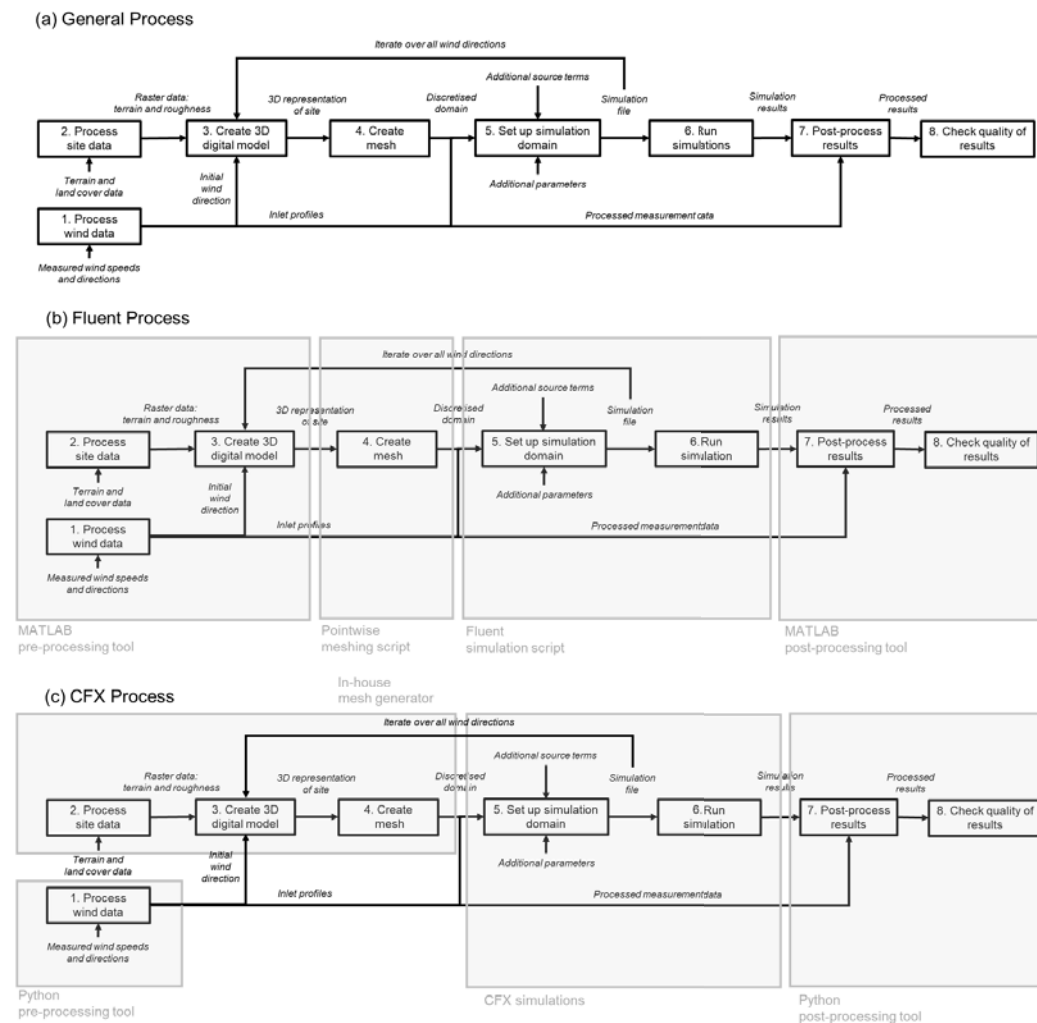 (a) General Process
Iterate over all wind directions
Additional source terms
Raster data:
terrain and roughness
3D representation
of site
Discretised
domain
Simulation
file
Simulation
results
Processed
results
2. Process
site data
3. Create 3D
digital model
4. Create
mesh
5. Set up simulation
domain
6. Run
simulations
7. Post-process
results
8. Check quality of
results
Terrain and
land cover data
Initial
wind
direction
Additional parameters
1. Process
wind data
Inlet profiles
Processed measurement data
Measured wind speeds
and directions
(b) Fluent Process
Iterate over all wind directions
Additional source terms
Raster data:
terrain and roughness
3D representation
of site
Discretised
domain
Simulation
file
Simulation
results
Processed
results
2. Process
site data
3. Create 3D
digital model
4. Create
mesh
5. Set up simulation
domain
6. Run
simulation
7. Post-process
results
8. Check quality of
results
Terrain and
land cover data
Initial
wind
direction
Additional parameters
1. Process
wind data
Inlet profiles
Processed measurement data
Measured wind speeds
and directions
MATLAB
pre-processing tool
Pointwise
meshing script
Fluent
simulation script
MATLAB
post-processing tool
In-house
mesh generator
(c) CFX Process
Iterate over all wind directions
Additional source terms
Raster data:
terrain and roughness
3D representation
of site
Discretised
domain
Simulation
file
Simulation
results
Processed
results
2. Process
site data
3. Create 3D
digital model
4. Create
mesh
5. Set up simulation
domain
6. Run
simulation
7. Post-process
results
8. Check quality of
results
Terrain and
land cover data
Initial
wind
direction
Additional parameters
1. Process
wind data
Inlet profiles
Processed measurement data
Measured wind speeds
and directions
Python
pre-processing tool
CFX simulations
Python
post-processing tool